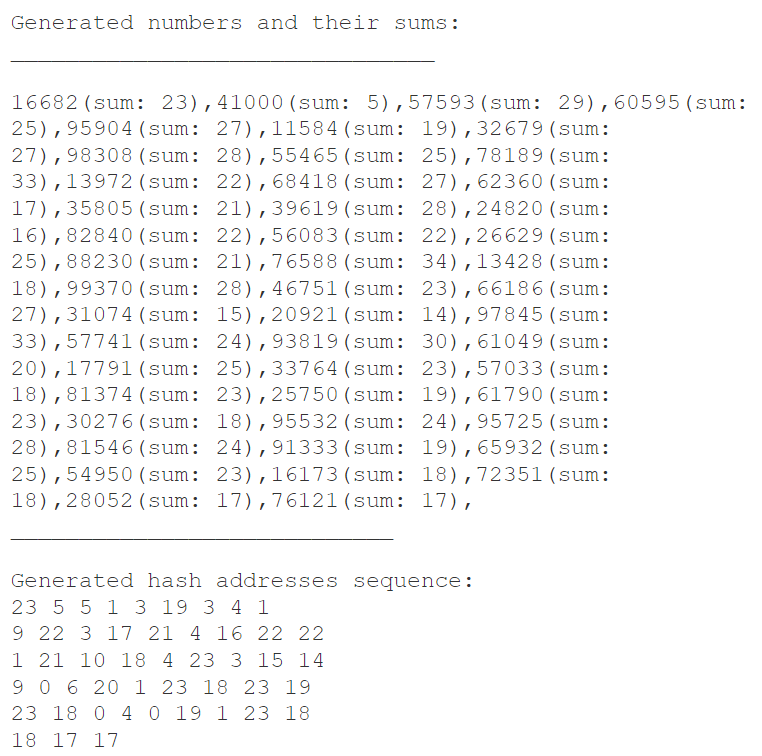 Generated numbers and their sums:
_______________________________
16682(sum: 23),41000(sum: 5),57593(sum: 29),60595(sum:
25),95904(sum: 27),11584(sum: 19),32679(sum:
27),98308(sum: 28),55465(sum: 25),78189(sum:
33),13972(sum: 22),68418(sum: 27),62360(sum:
17),35805(sum: 21),39619(sum: 28),24820(sum:
16),82840(sum: 22),56083(sum: 22),26629(sum:
25),88230(sum: 21),76588(sum: 34),13428(sum:
18),99370(sum: 28),46751(sum: 23),66186(sum:
27),31074(sum: 15),20921(sum: 14),97845(sum:
33),57741(sum: 24),93819(sum: 30),61049(sum:
20),17791(sum: 25),33764(sum: 23),57033(sum:
18),81374(sum: 23),25750(sum: 19),61790(sum:
23),30276(sum: 18),95532(sum: 24),95725(sum:
28),81546(sum: 24),91333(sum: 19),65932(sum:
25),54950(sum: 23),16173(sum: 18),72351(sum:
18),28052(sum: 17),76121(sum: 17),
____________________________
Generated hash addresses sequence:
23 5 5 1 3 19 3 4 1
9 22 3 17 21 4 16 22 22
1 21 10 18 4 23 3 15 14
9 0 6 20 1 23 18 23 19
23 18 0 4 0 19 1 23 18
18 17 17